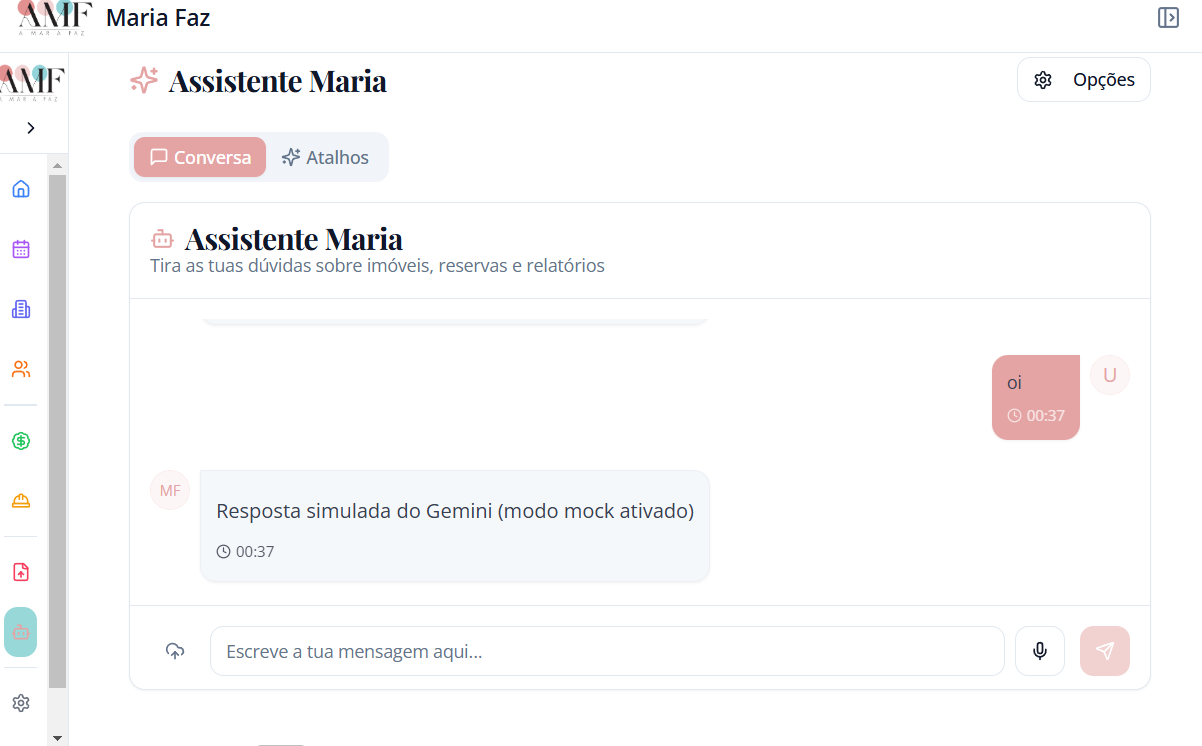 AMF
A MAR A FAZ
Maria Faz
AMF
A MAR A FAZ
Assistente Maria
Opções
Conversa
Atalhos
Assistente Maria
Tira as tuas dúvidas sobre imóveis, reservas e relatórios
oi
00:37
U
MF
Resposta simulada do Gemini (modo mock ativado)
00:37
Escreve a tua mensagem aqui...